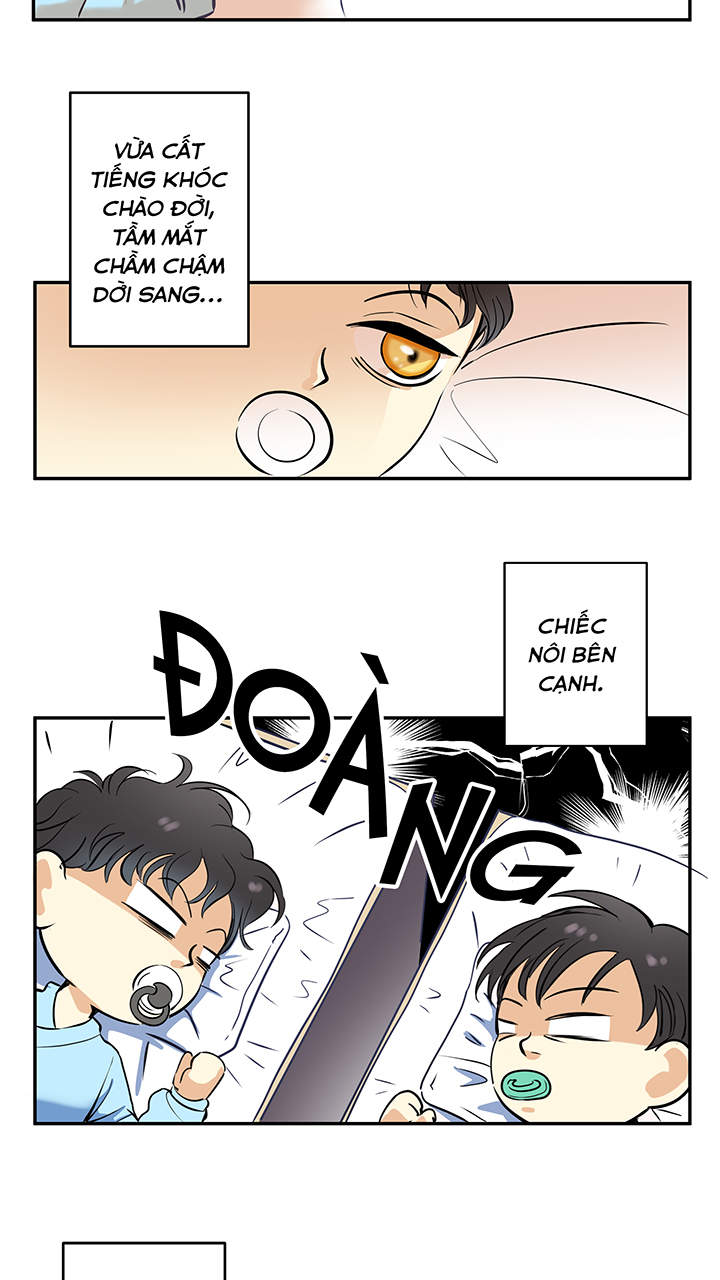 VỪA CẤT
TIẾNG KHÓC
CHÀO ĐỜI,
TẦM MẮT
CHẦM CHẬM
DỜI SANG...
CHIẾC
NÔI BÊN
CẠNH.
ĐOÀNG